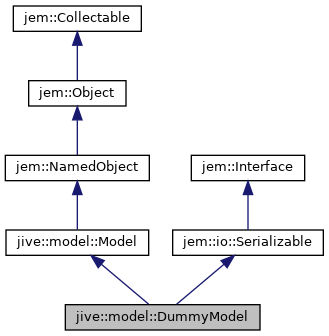 jem::Collectable
jem::Object
jem::NamedObject
jem::Interface
jive::model::Model
jem::io::Serializable
jive::model::DummyModel